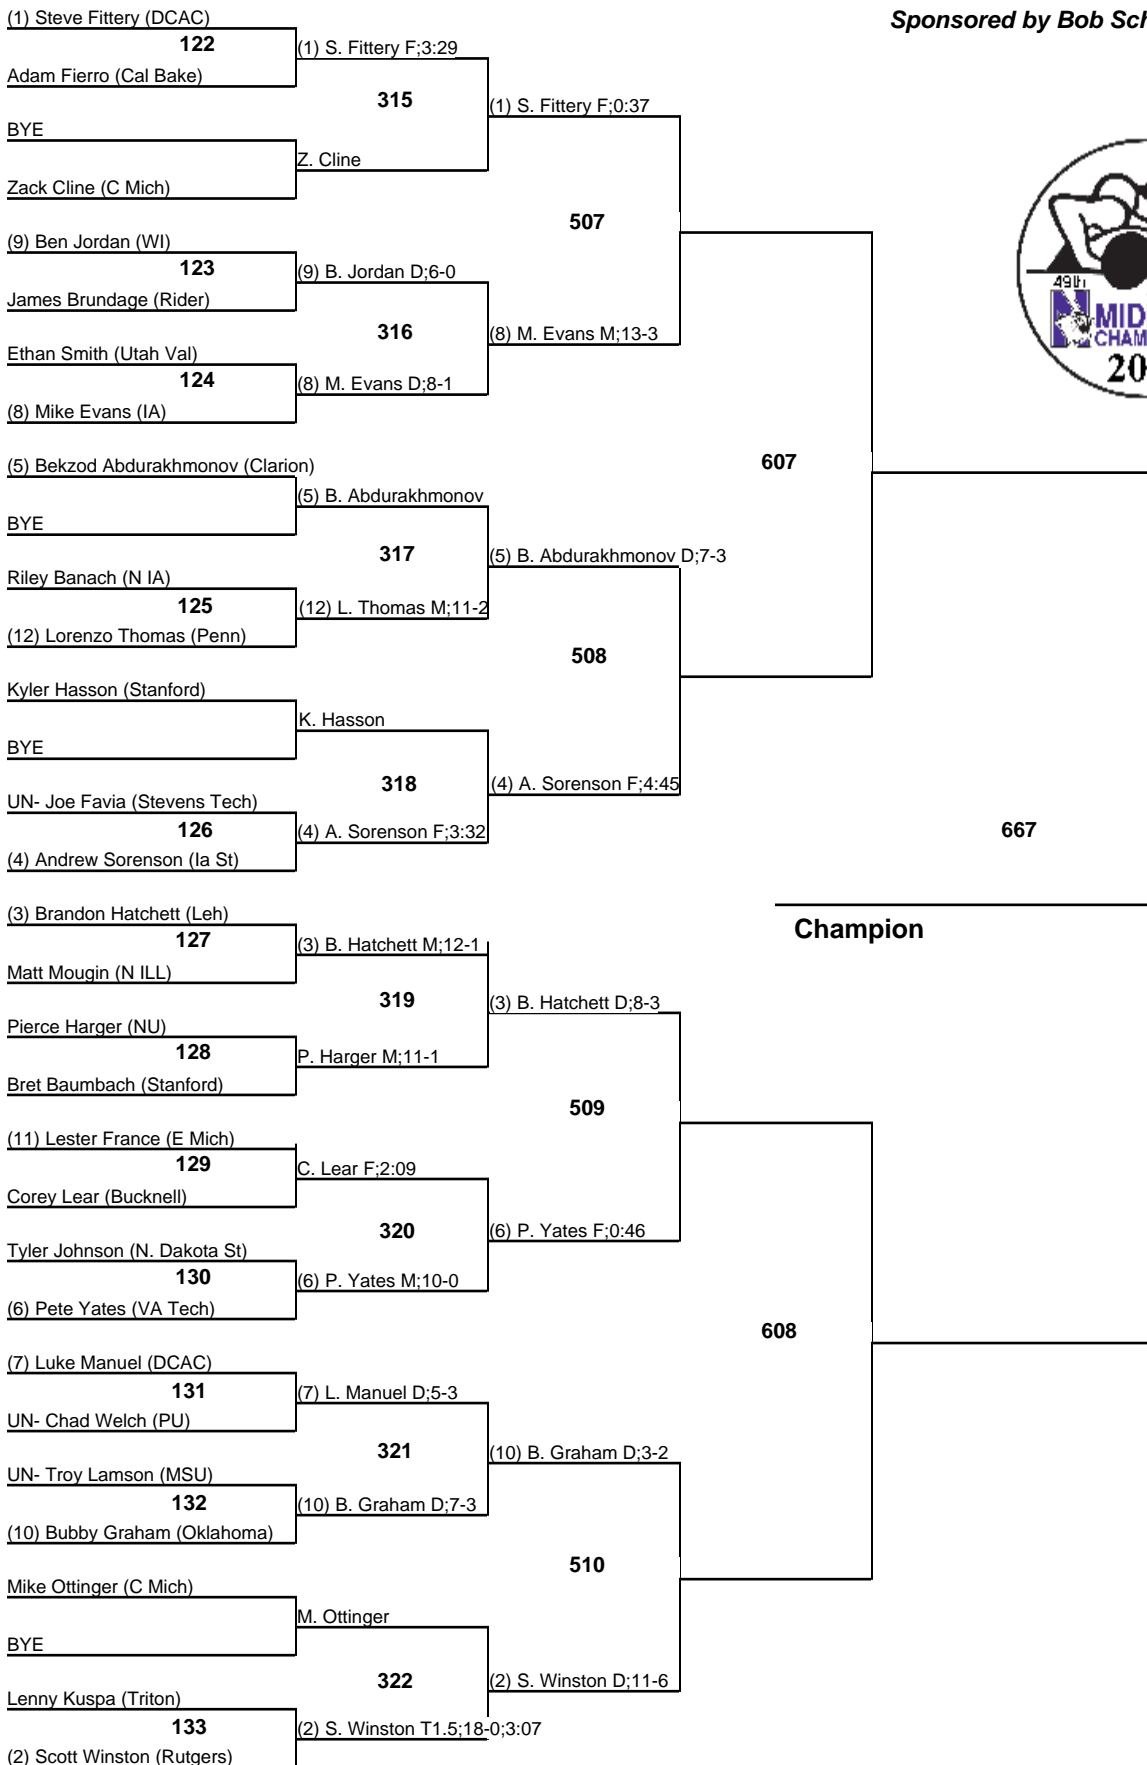 (1) Steve Fittery (DCAC)
Sponsored by Bob Sch
122
(1) S. Fittery F;3:29
Adam Fierro (Cal Bake)
315
(1) S. Fittery F;0:37
BYE
Z. Cline
Zack Cline (C Mich)
507
(9) Ben Jordan (WI)
123
(9) B. Jordan D;6-0
James Brundage (Rider)
316
(8) M. Evans M;13-3
Ethan Smith (Utah Val)
124
(8) M. Evans D;8-1
(8) Mike Evans (IA)
49th
MID
CHAM
20
607
(5) Bekzod Abdurakhmonov (Clarion)
(5) B. Abdurakhmonov
BYE
317
(5) B. Abdurakhmonov D;7-3
Riley Banach (N IA)
125
(12) L. Thomas M;11-2
(12) Lorenzo Thomas (Penn)
508
Kyler Hasson (Stanford)
K. Hasson
BYE
318
(4) A. Sorenson F;4:45
UN- Joe Favia (Stevens Tech)
126
(4) A. Sorenson F;3:32
(4) Andrew Sorenson (Ia St)
667
Champion
(3) Brandon Hatchett (Leh)
127
(3) B. Hatchett M;12-1
Matt Mougin (N ILL)
319
(3) B. Hatchett D;8-3
Pierce Harger (NU)
128
P. Harger M;11-1
Bret Baumbach (Stanford)
509
(11) Lester France (E Mich)
129
C. Lear F;2:09
Corey Lear (Bucknell)
320
(6) P. Yates F;0:46
Tyler Johnson (N. Dakota St)
130
(6) P. Yates M;10-0
(6) Pete Yates (VA Tech)
608
(7) Luke Manuel (DCAC)
131
(7) L. Manuel D;5-3
UN- Chad Welch (PU)
321
(10) B. Graham D;3-2
UN- Troy Lamson (MSU)
132
(10) B. Graham D;7-3
(10) Bubby Graham (Oklahoma)
510
Mike Ottinger (C Mich)
M. Ottinger
BYE
322
(2) S. Winston D;11-6
Lenny Kuspa (Triton)
133
(2) S. Winston T1.5;18-0;3:07
(2) Scott Winston (Rutgers)